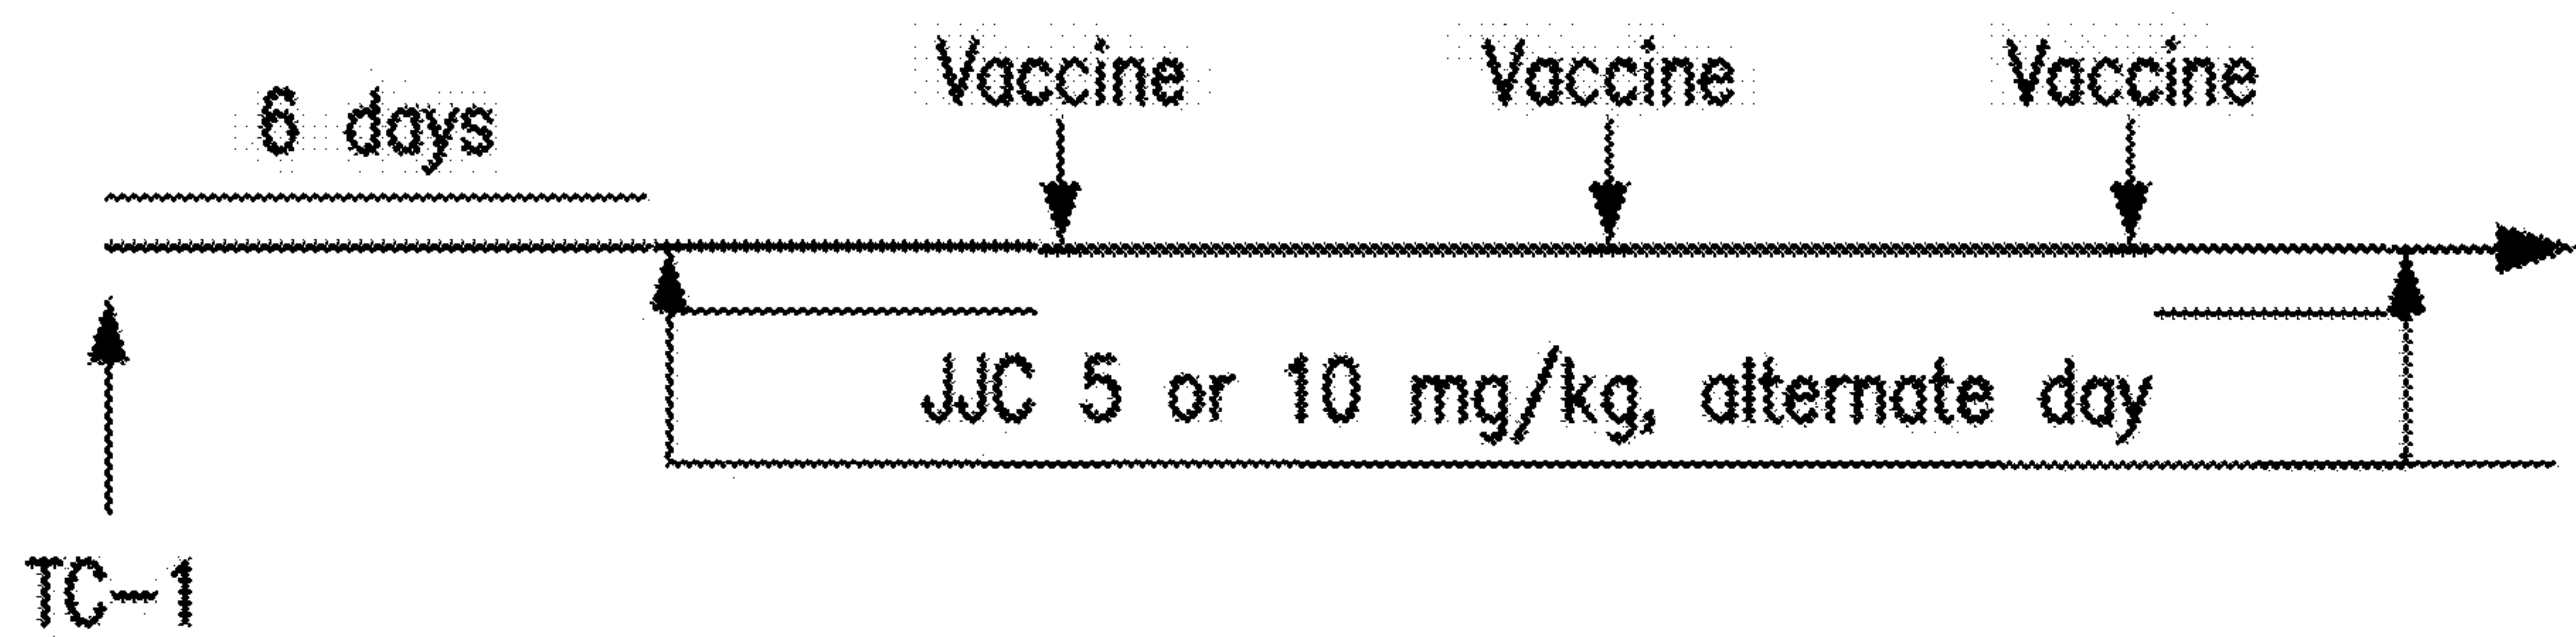 Vaccine Vaccine Vaccine
6 days
JJC 5 or 10 mg/kg, alternate day
TC-1